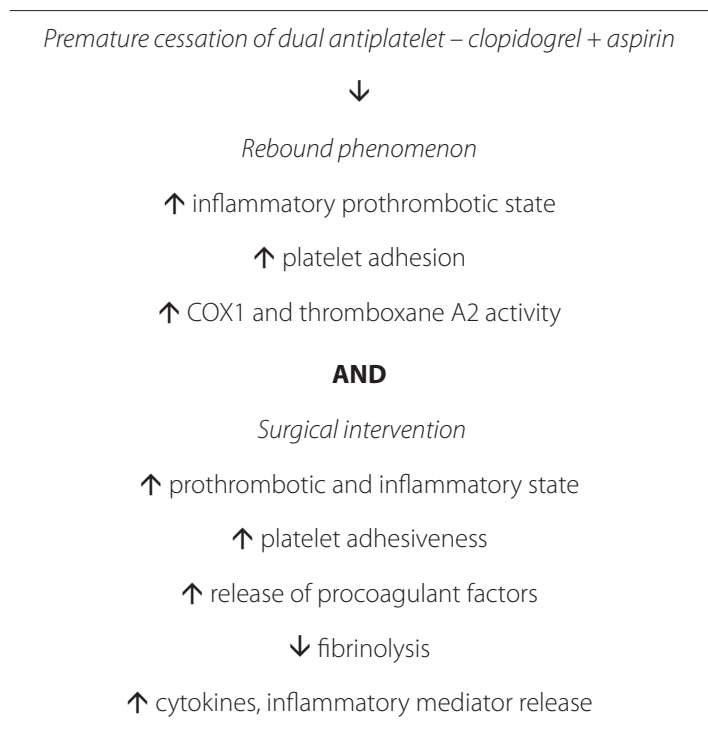 Premature cessation of dual antiplatelet – clopidogrel + aspirin
↓
Rebound phenomenon
↑ inflammatory prothrombotic state
↑ platelet adhesion
↑ COX1 and thromboxane A2 activity
AND
Surgical intervention
↑ prothrombotic and inflammatory state
↑ platelet adhesiveness
↑ release of procoagulant factors
↓ fibrinolysis
↑ cytokines, inflammatory mediator release